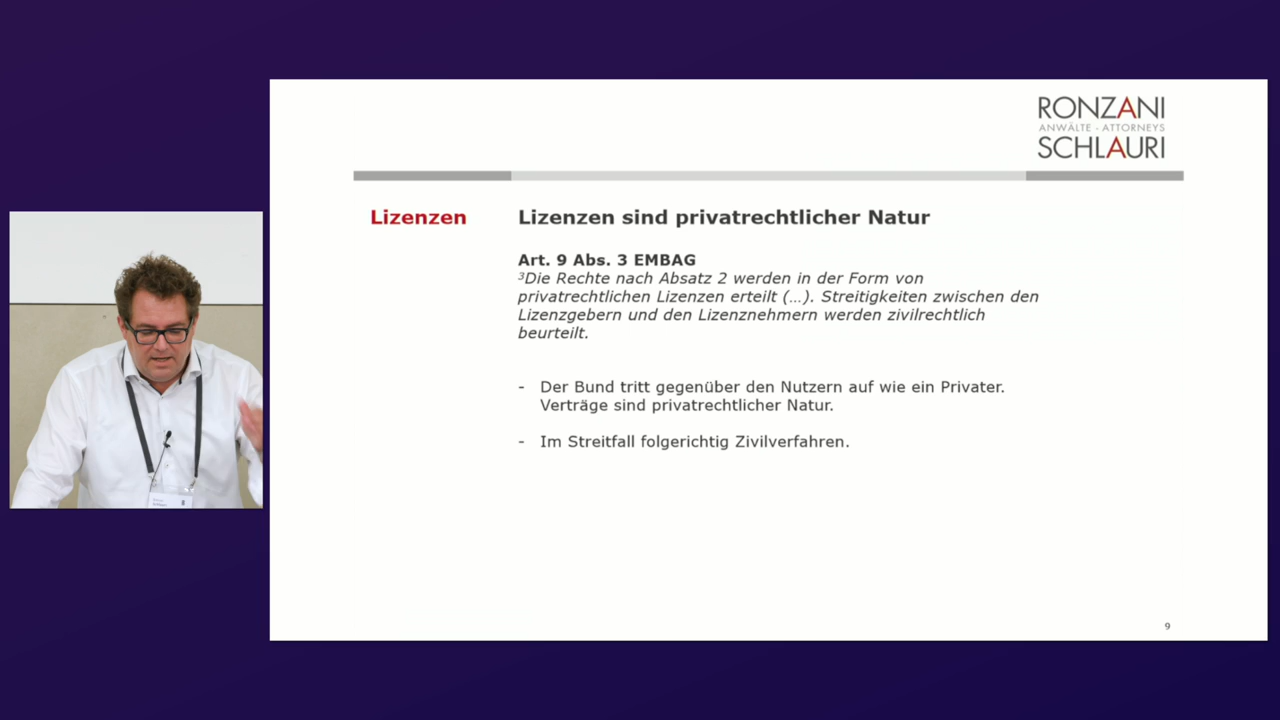 RONZANI
ANWÄLTE - ATTORNEYS
SCHLAURI
Lizenzen
Lizenzen sind privatrechtlicher Natur
Art. 9 Abs. 3 EMBAG
³Die Rechte nach Absatz 2 werden in der Form von
privatrechtlichen Lizenzen erteilt (…). Streitigkeiten zwischen den
Lizenzgebern und den Lizenznehmern werden zivilrechtlich
beurteilt.
- Der Bund tritt gegenüber den Nutzern auf wie ein Privater.
Verträge sind privatrechtlicher Natur.
- Im Streitfall folgerichtig Zivilverfahren.
9